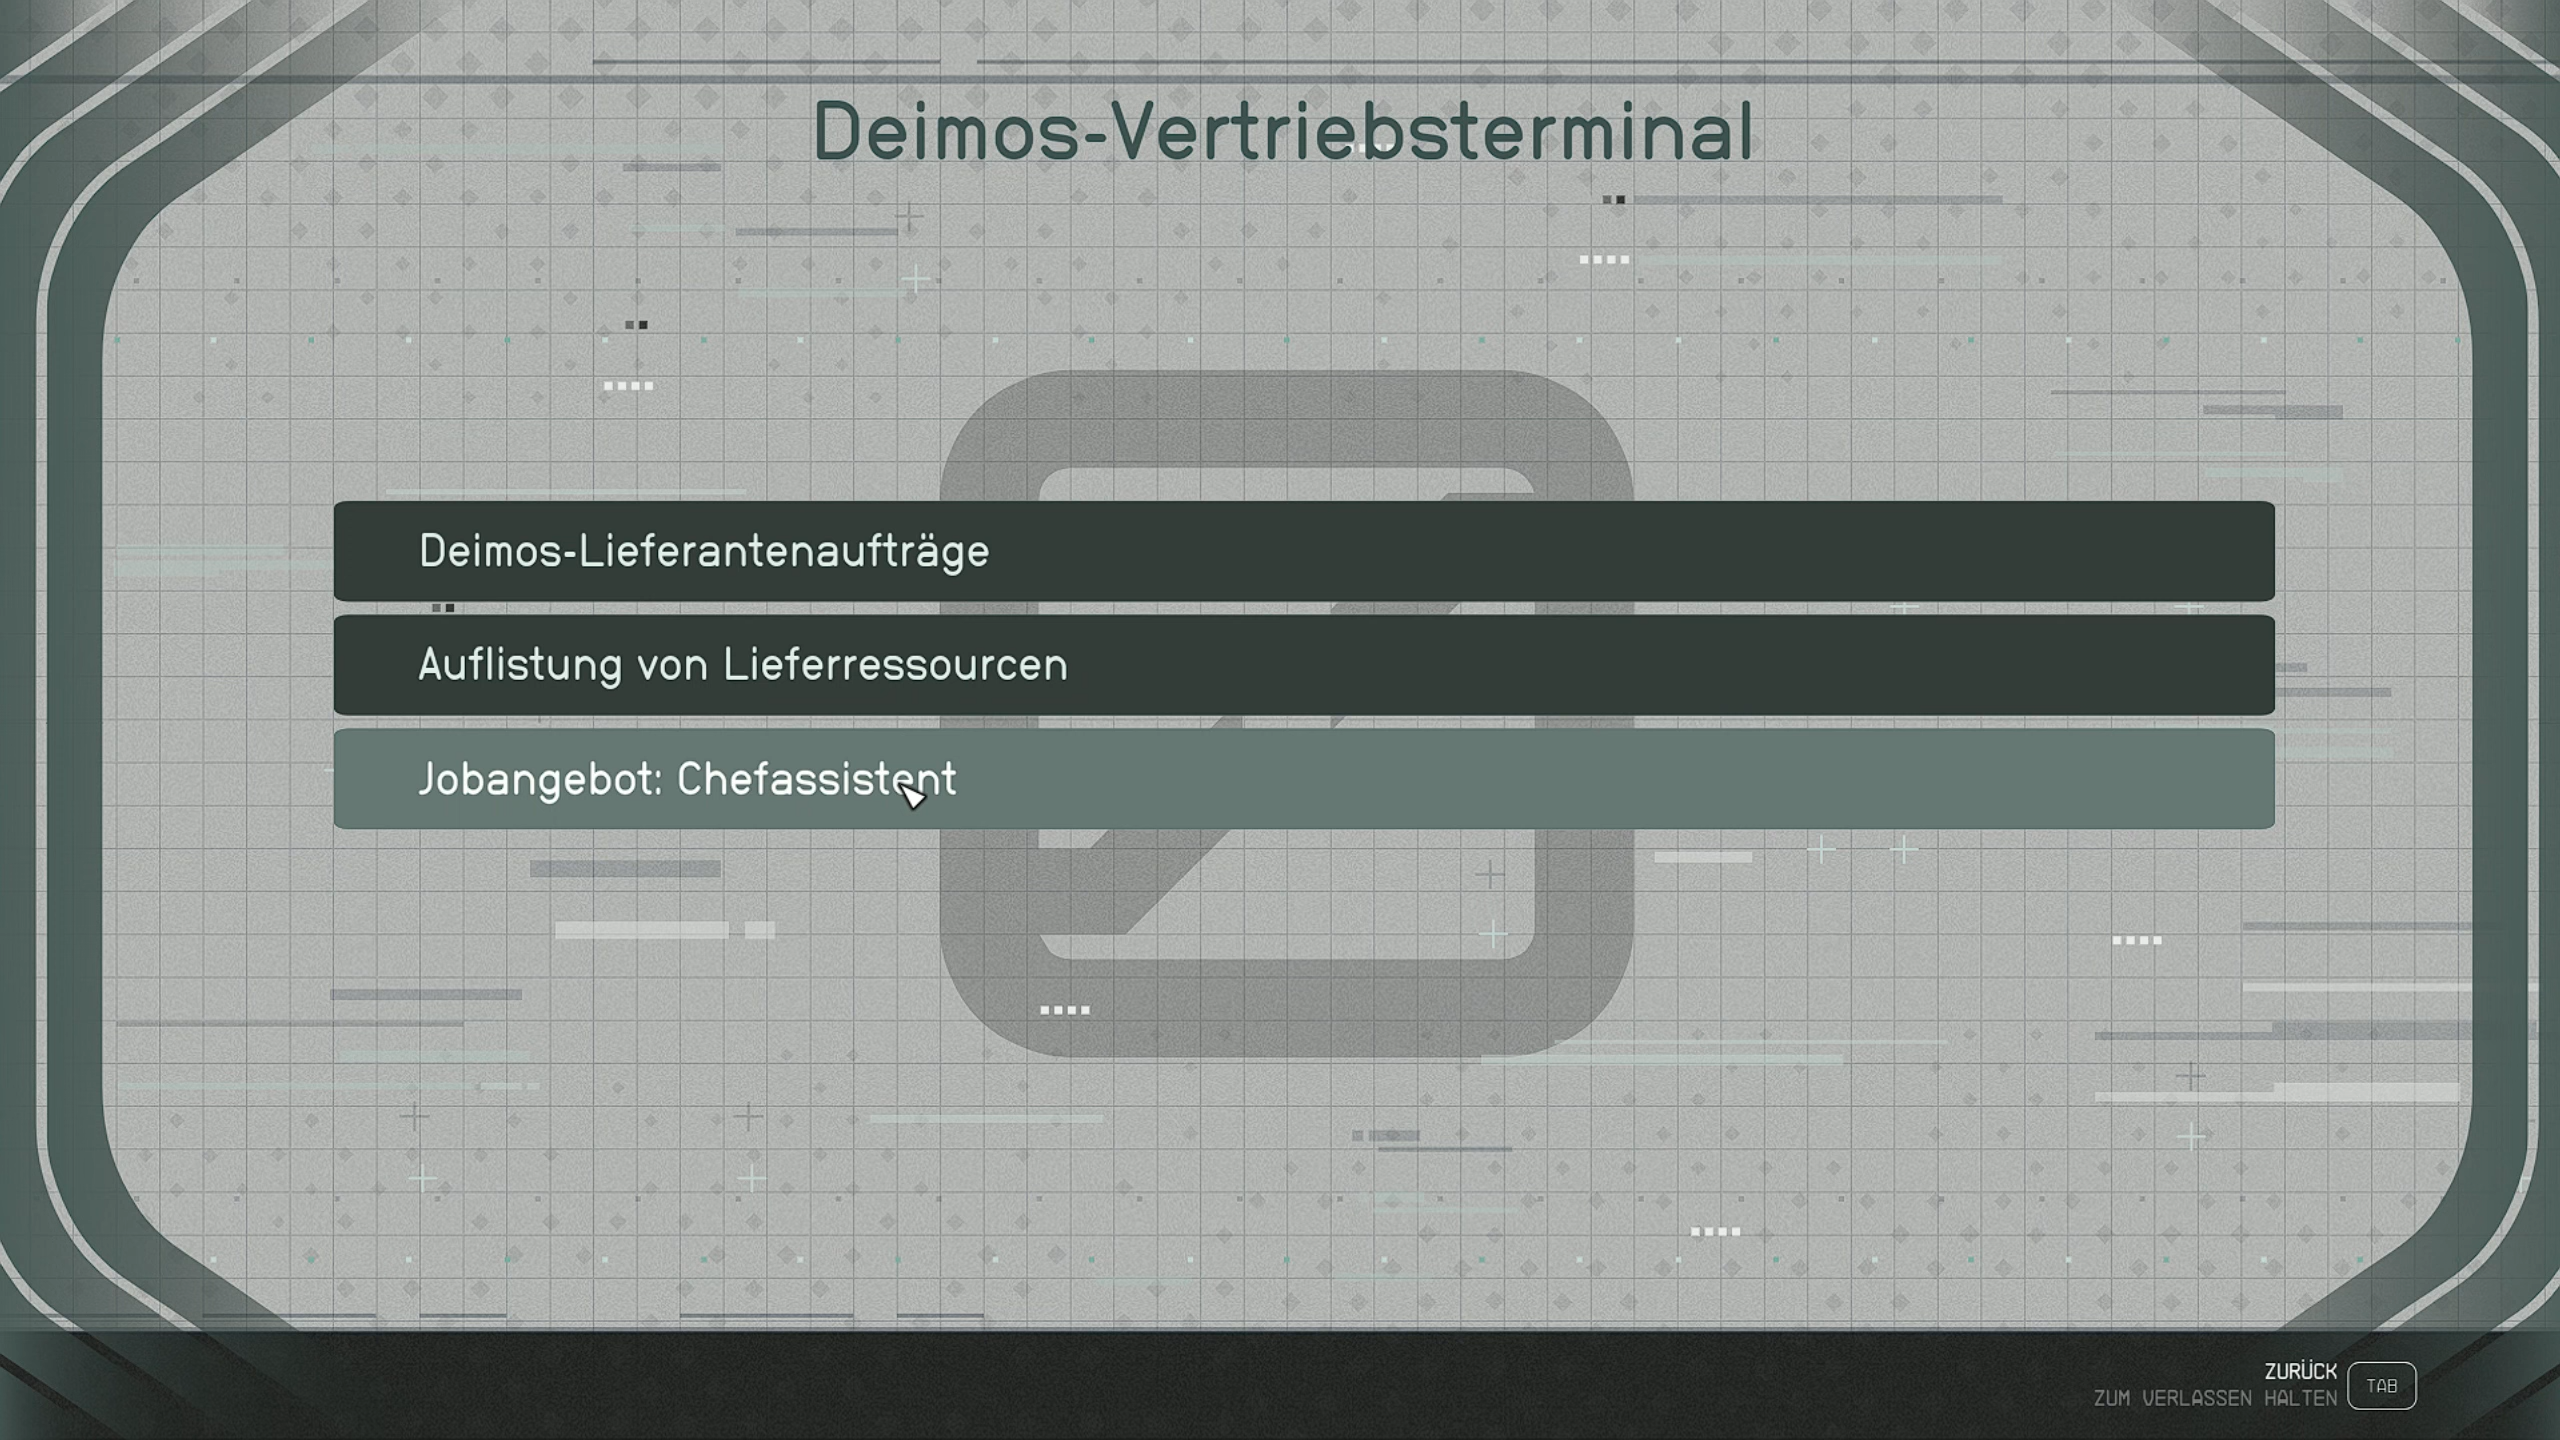 Deimos-Vertriebsterminal
Deimos-Lieferantenaufträge
Auflistung von Lieferressourcen
Jobangebot: Chefassistent
ZURÜCK
ZUM VERLASSEN HALTEN
TAB